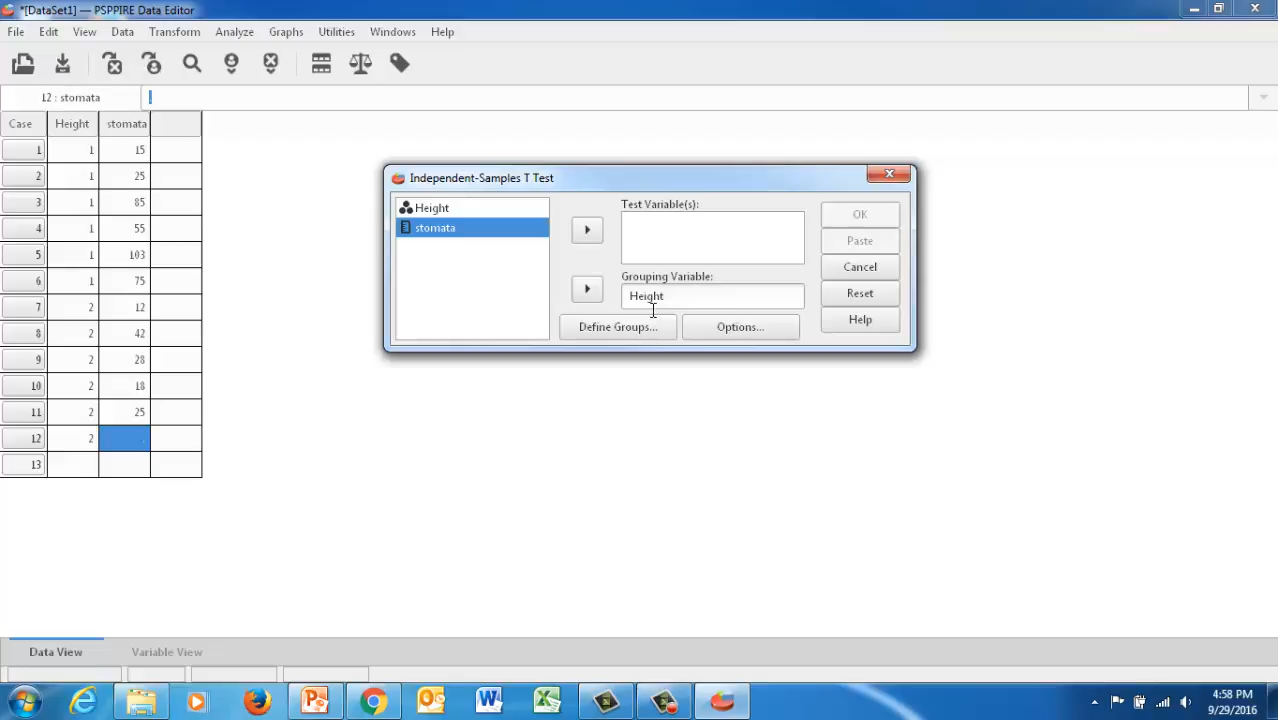 *[DataSet1] — PSPPIRE Data Editor
File Edit View Data Transform Analyze Graphs Utilities Windows Help
12 : stomata
Case Height stomata
1 1 15
2 1 25
3 1 85
4 1 55
5 1 103
6 1 75
7 2 12
8 2 42
9 2 28
10 2 18
11 2 25
12 2 .
13
Independent-Samples T Test
Height
stomata
Test Variable(s):
Grouping Variable:
Height
Define Groups... Options...
OK
Paste
Cancel
Reset
Help
Data View Variable View
4:58 PM
9/29/2016